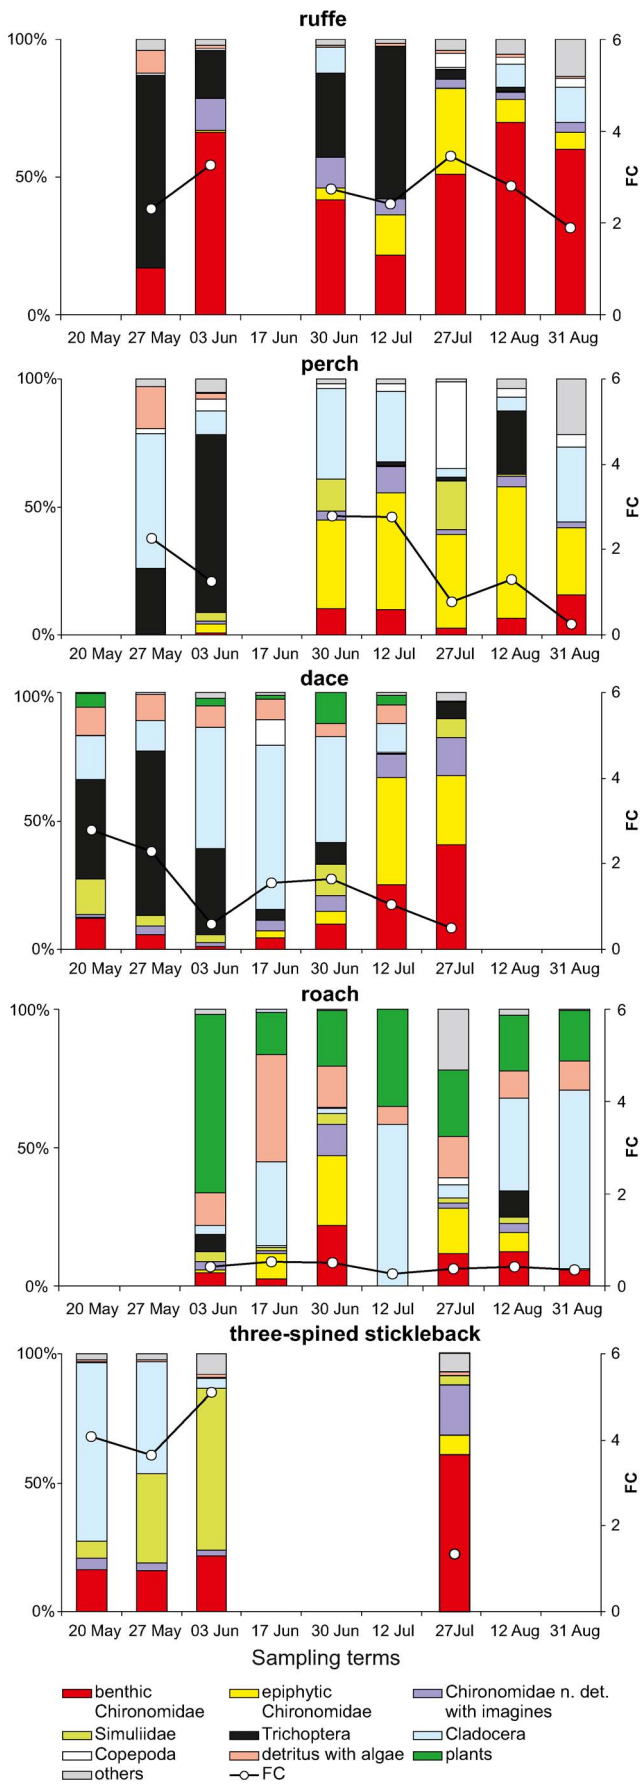 ruffe
100%
50%
0%
6
4
2
0
FC
20 May 27 May 03 Jun 17 Jun 30 Jun 12 Jul 27Jul 12 Aug 31 Aug
perch
100%
50%
0%
6
4
2
0
FC
20 May 27 May 03 Jun 17 Jun 30 Jun 12 Jul 27Jul 12 Aug 31 Aug
dace
100%
50%
0%
6
4
2
0
FC
20 May 27 May 03 Jun 17 Jun 30 Jun 12 Jul 27Jul 12 Aug 31 Aug
roach
100%
50%
0%
6
4
2
0
FC
20 May 27 May 03 Jun 17 Jun 30 Jun 12 Jul 27Jul 12 Aug 31 Aug
three-spined stickleback
100%
50%
0%
6
4
2
0
FC
20 May 27 May 03 Jun 17 Jun 30 Jun 12 Jul 27Jul 12 Aug 31 Aug
Sampling terms
benthic
Chironomidae
epiphytic
Chironomidae
Chironomidae n. det.
with imagines
Simuliidae
Trichoptera
Cladocera
Copepoda
detritus with algae
plants
others
FC